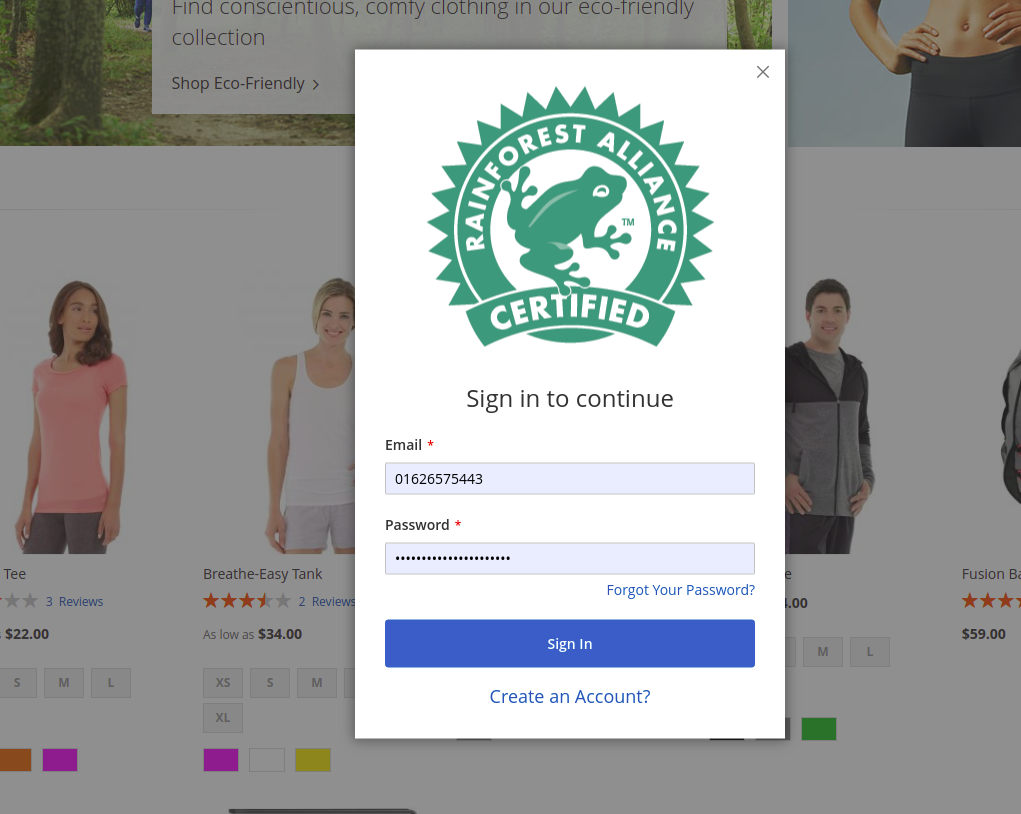 Find conscientious, comfy clothing in our eco-friendly
collection
Shop Eco-Friendly
RAINFOREST ALLIANCE
TM
CERTIFIED
Sign in to continue
Email *
01626575443
Password *
••••••••••••••••••••••
Forgot Your Password?
Sign In
Create an Account?
Tee
3 Reviews
$22.00
S M L
Breathe-Easy Tank
2 Reviews
As low as $34.00
XS S M
XL
M L
Fusion Ba
$59.00